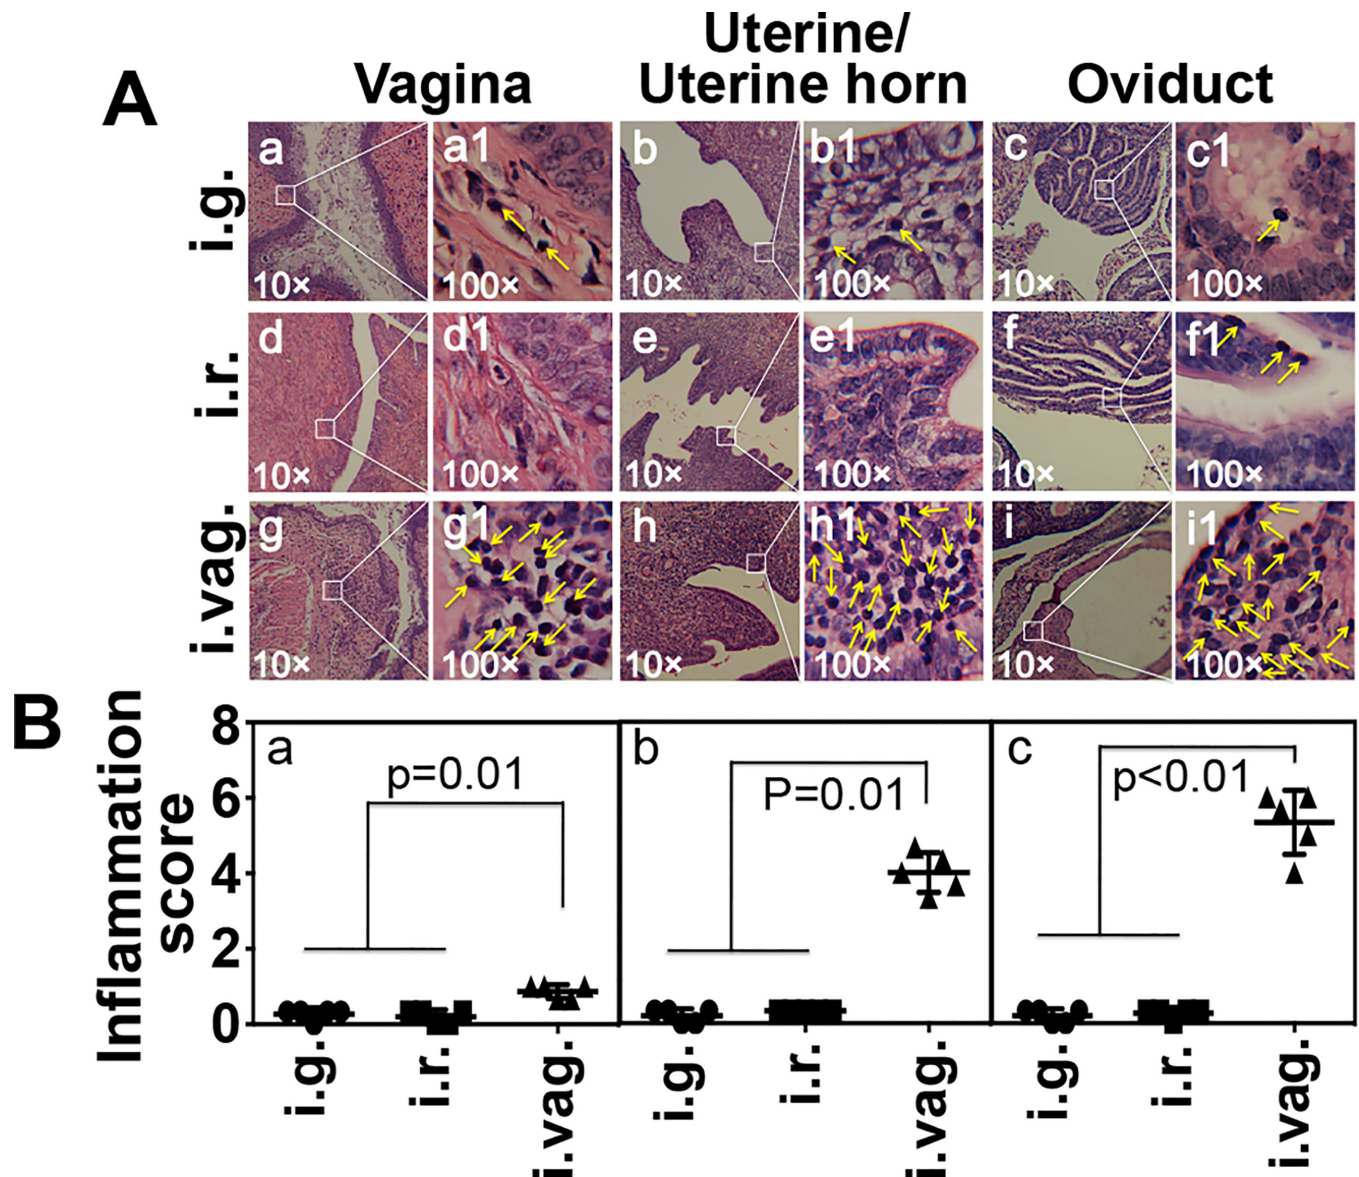 A
Vagina
Uterine/
Uterine horn
Oviduct
i.g.
a
10×
a1
100×
b
10×
b1
100×
c
10×
c1
100×
i.r.
d
10×
d1
100×
e
10×
e1
100×
f
10×
f1
100×
i.vag.
g
10×
g1
100×
h
10×
h1
100×
i
10×
i1
100×
B
Inflammation
score
8
6
4
2
0
a
p=0.01
i.g.
i.r.
i.vag.
b
P=0.01
i.g.
i.r.
i.vag.
c
p<0.01
i.g.
i.r.
i.vag.